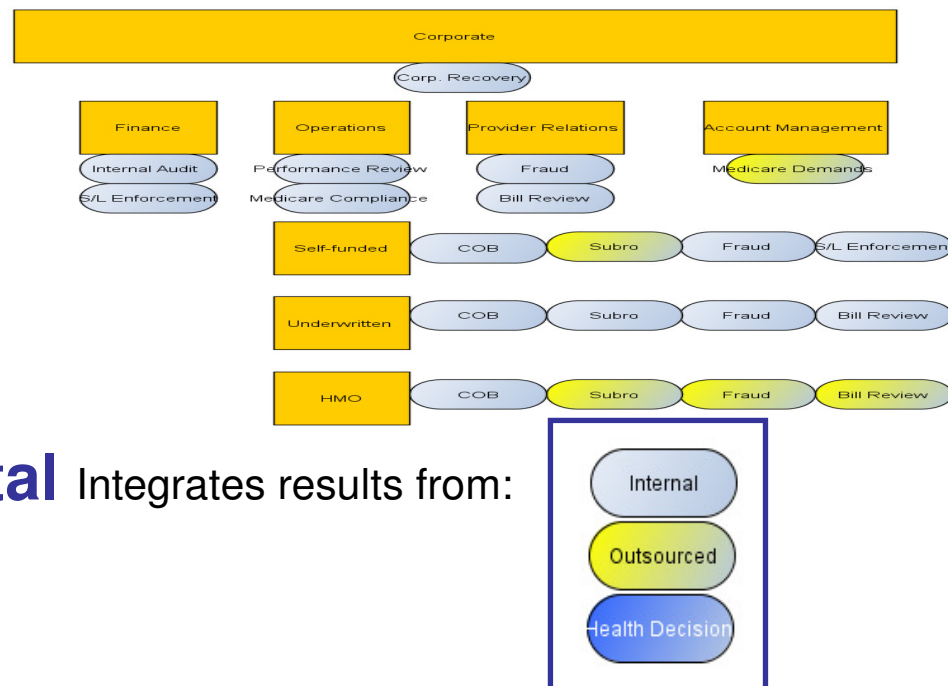 Corporate
Corp. Recovery
Finance Operations Provider Relations Account Management
Internal Audit Performance Review Fraud Medicare Demands
S/L Enforcement Medicare Compliance Bill Review
Self-funded COB Subro Fraud S/L Enforcemen
Underwritten COB Subro Fraud Bill Review
HMO COB Subro Fraud Bill Review
tal Integrates results from:
Internal
Outsourced
Health Decision